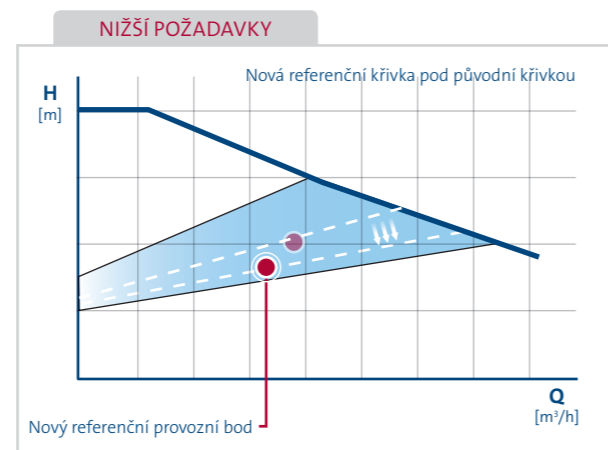 NIŽŠÍ POŽADAVKY
Nová referenční křivka pod původní křivkou
H
[m]
Q
[m³/h]
Nový referenční provozní bod